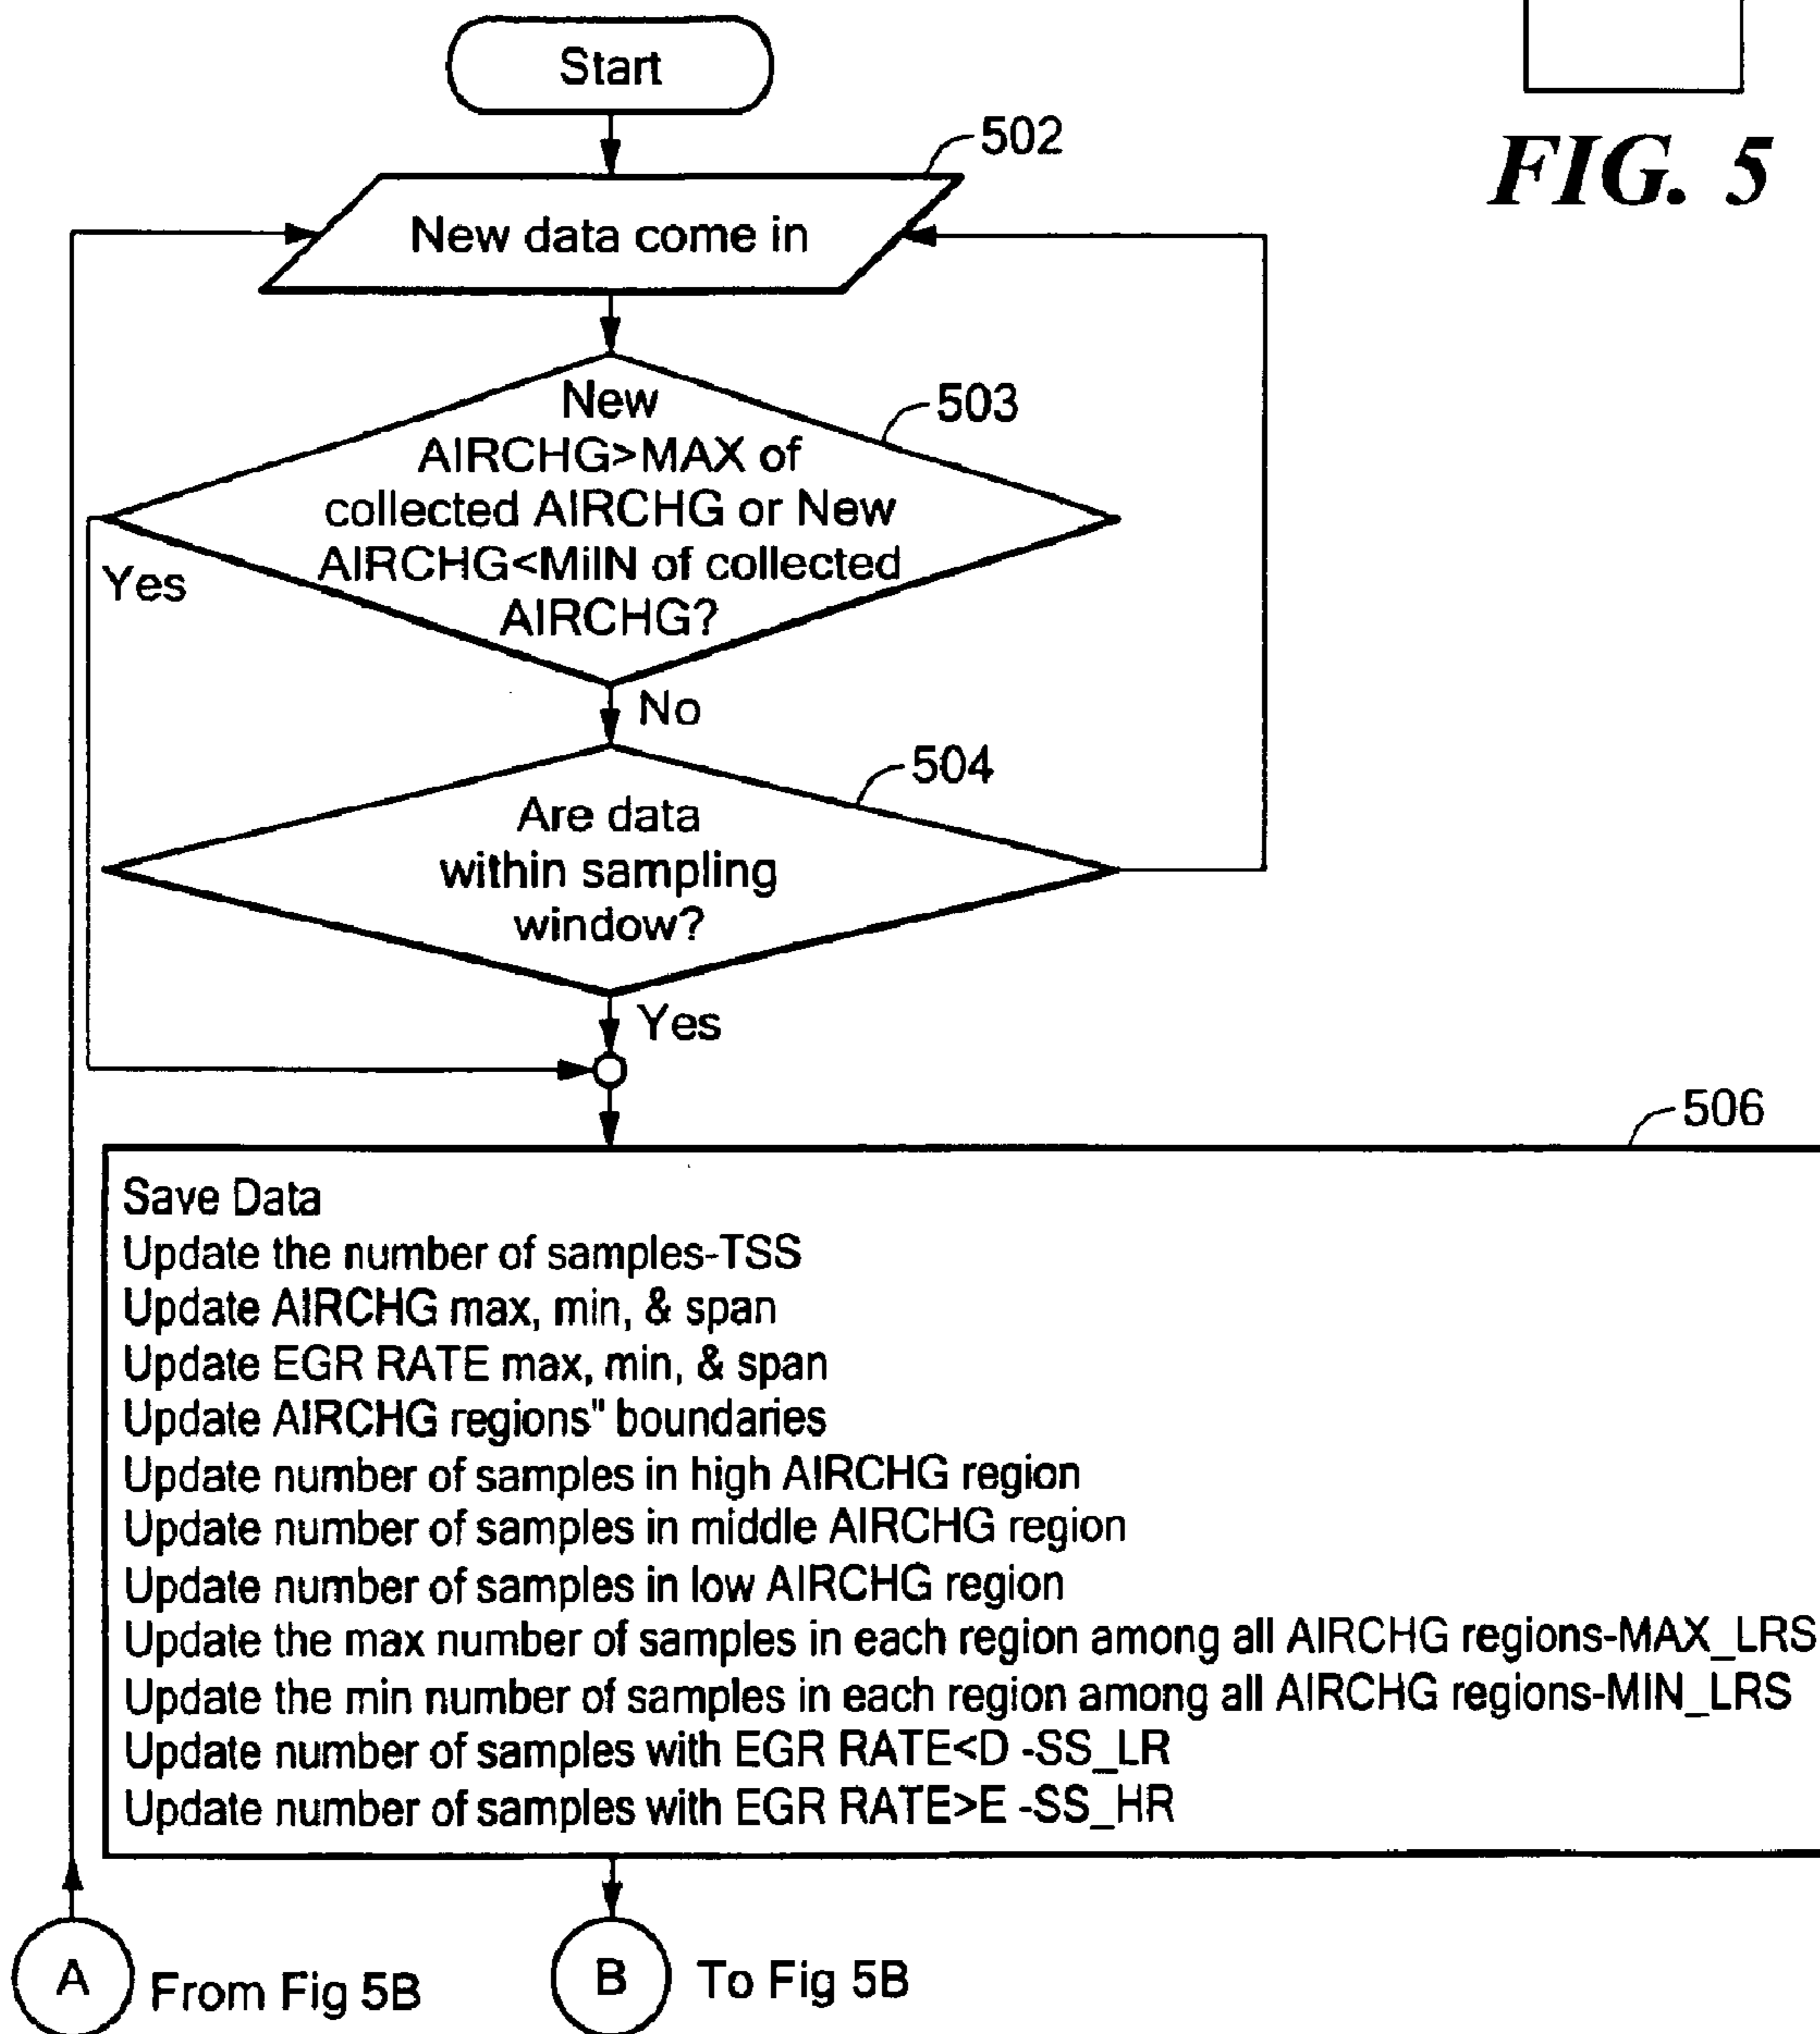 Start
502
FIG. 5
New data come in
503
New
AIRCHG>MAX of
collected AIRCHG or New
AIRCHG<MiIN of collected
AIRCHG?
Yes
No
504
Are data
within sampling
window?
Yes
506
Save Data
Update the number of samples-TSS
Update AIRCHG max, min, & span
Update EGR RATE max, min, & span
Update AIRCHG regions" boundaries
Update number of samples in high AIRCHG region
Update number of samples in middle AIRCHG region
Update number of samples in low AIRCHG region
Update the max number of samples in each region among all AIRCHG regions-MAX_LRS
Update the min number of samples in each region among all AIRCHG regions-MIN_LRS
Update number of samples with EGR RATE<D -SS_LR
Update number of samples with EGR RATE>E -SS_HR
A From Fig 5B
B To Fig 5B